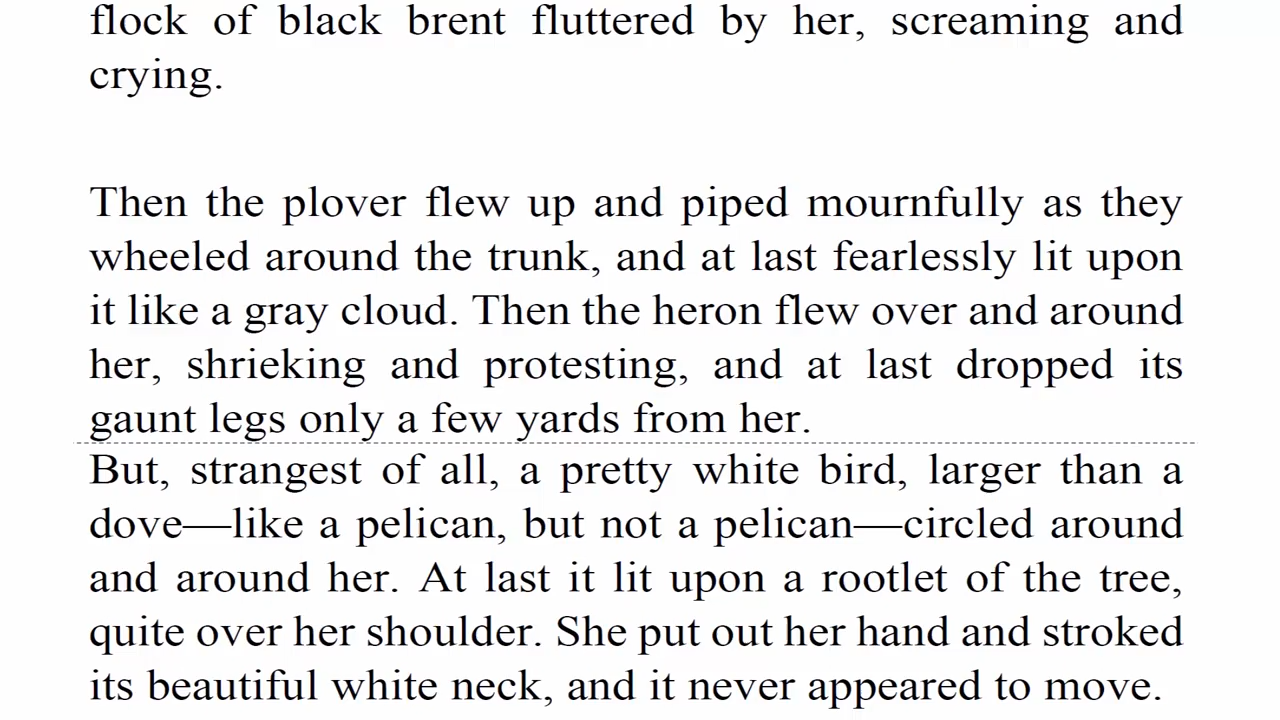 flock of black brent fluttered by her, screaming and
crying.
Then the plover flew up and piped mournfully as they
wheeled around the trunk, and at last fearlessly lit upon
it like a gray cloud. Then the heron flew over and around
her, shrieking and protesting, and at last dropped its
gaunt legs only a few yards from her.
But, strangest of all, a pretty white bird, larger than a
dove—like a pelican, but not a pelican—circled around
and around her. At last it lit upon a rootlet of the tree,
quite over her shoulder. She put out her hand and stroked
its beautiful white neck, and it never appeared to move.